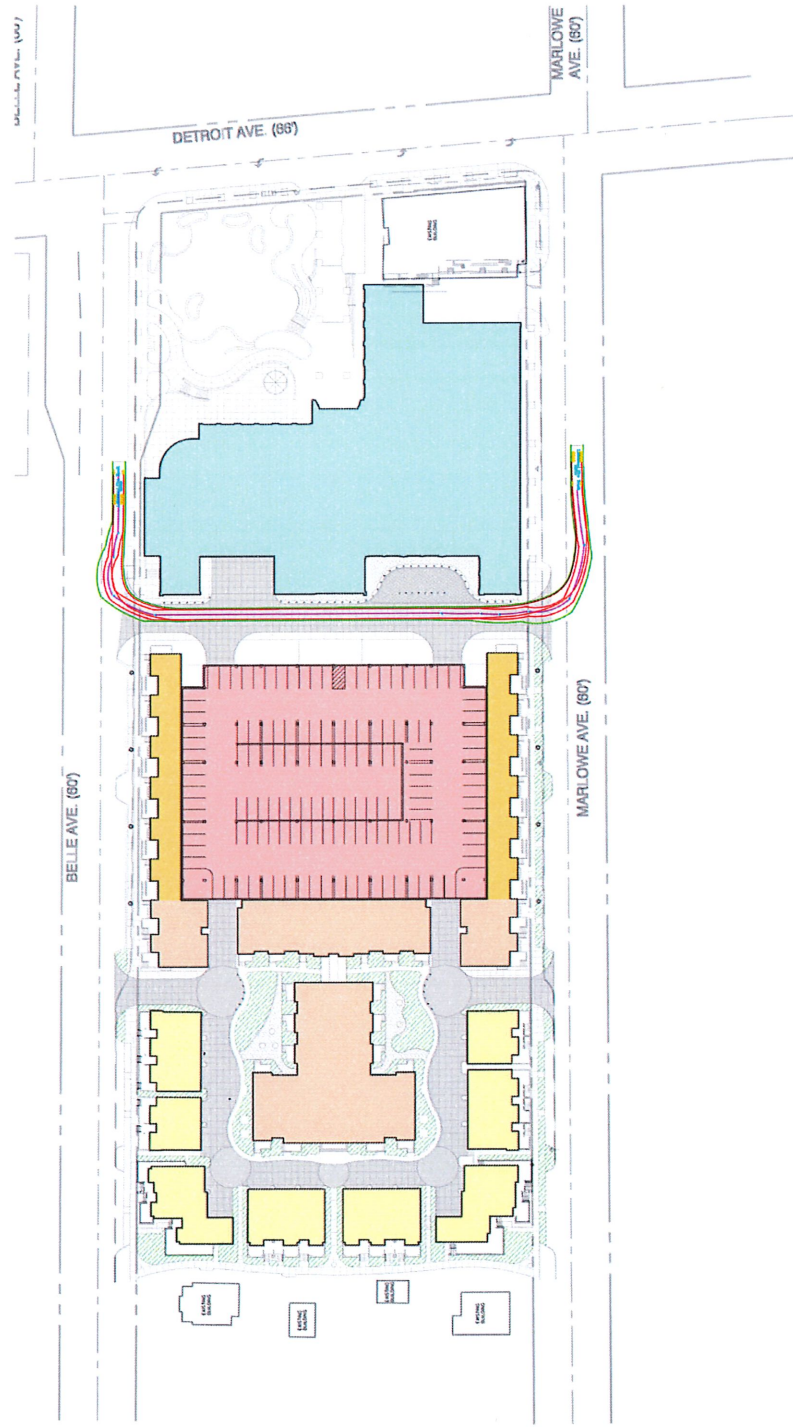 MARLOWE
AVE. (60')
DETROIT AVE. (86')
EXISTING
BUILDING
BELLE AVE. (60')
MARLOWE AVE. (60')
EXISTING
BUILDING
EXISTING
BUILDING
EXISTING
BUILDING
EXISTING
BUILDING